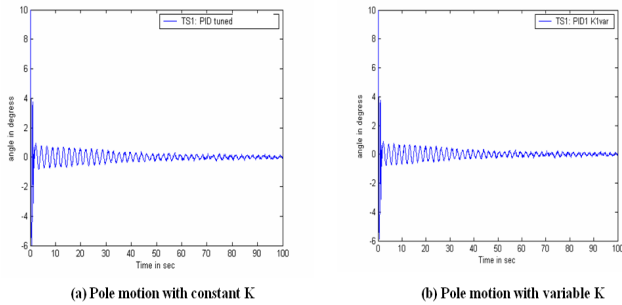 TS1: PID tuned
10
8
6
4
2
0
-2
-4
-6
0 10 20 30 40 50 60 70 80 90 100
angle in degress
Time in sec
(a) Pole motion with constant K
TS1: PID1 K1var
10
8
6
4
2
0
-2
-4
-6
0 10 20 30 40 50 60 70 80 90 100
angle in degress
Time in sec
(b) Pole motion with variable K